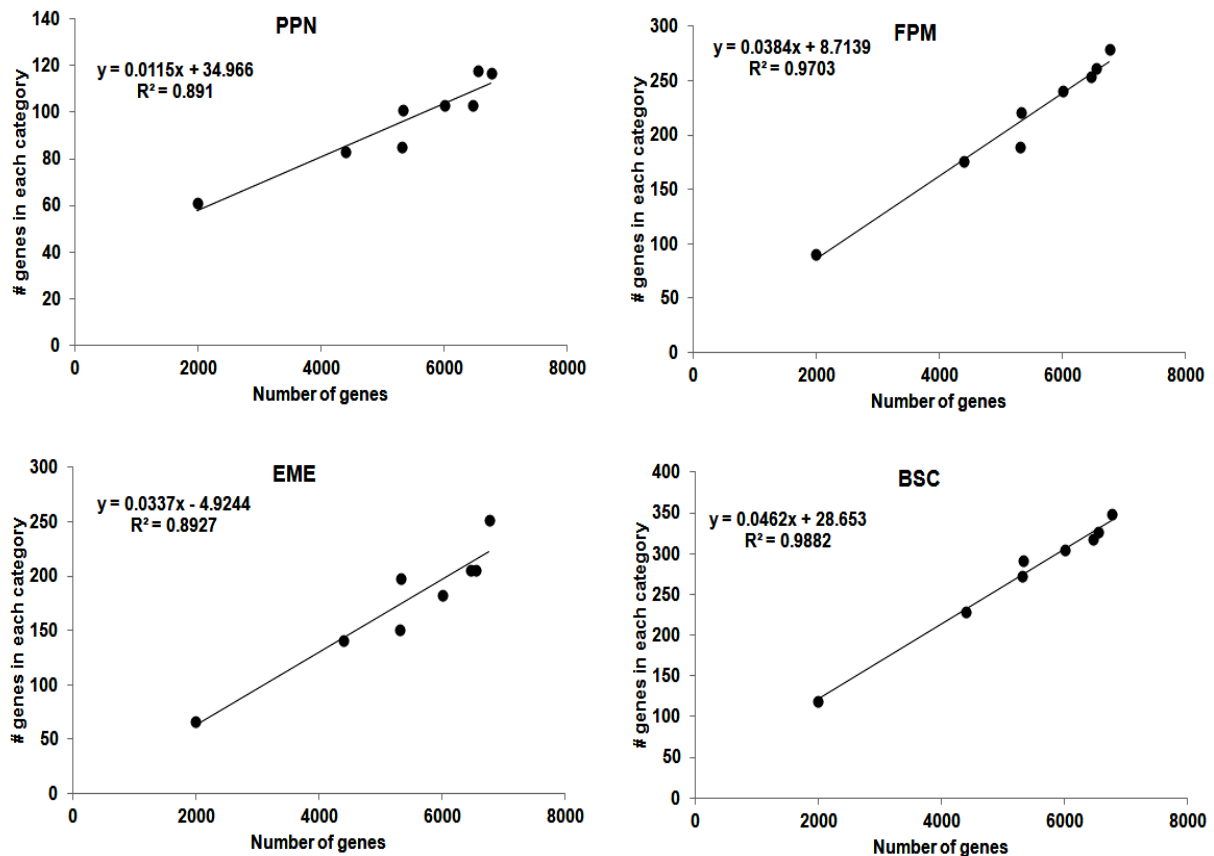 PPN
y = 0.0115x + 34.966
R² = 0.891
# genes in each category
140
120
100
80
60
40
20
0
0 2000 4000 6000 8000
Number of genes
FPM
y = 0.0384x + 8.7139
R² = 0.9703
# genes in each category
300
250
200
150
100
50
0
0 2000 4000 6000 8000
Number of genes
EME
y = 0.0337x - 4.9244
R² = 0.8927
# genes in each category
300
250
200
150
100
50
0
0 2000 4000 6000 8000
Number of genes
BSC
y = 0.0462x + 28.653
R² = 0.9882
# genes in each category
400
350
300
250
200
150
100
50
0
0 2000 4000 6000 8000
Number of genes